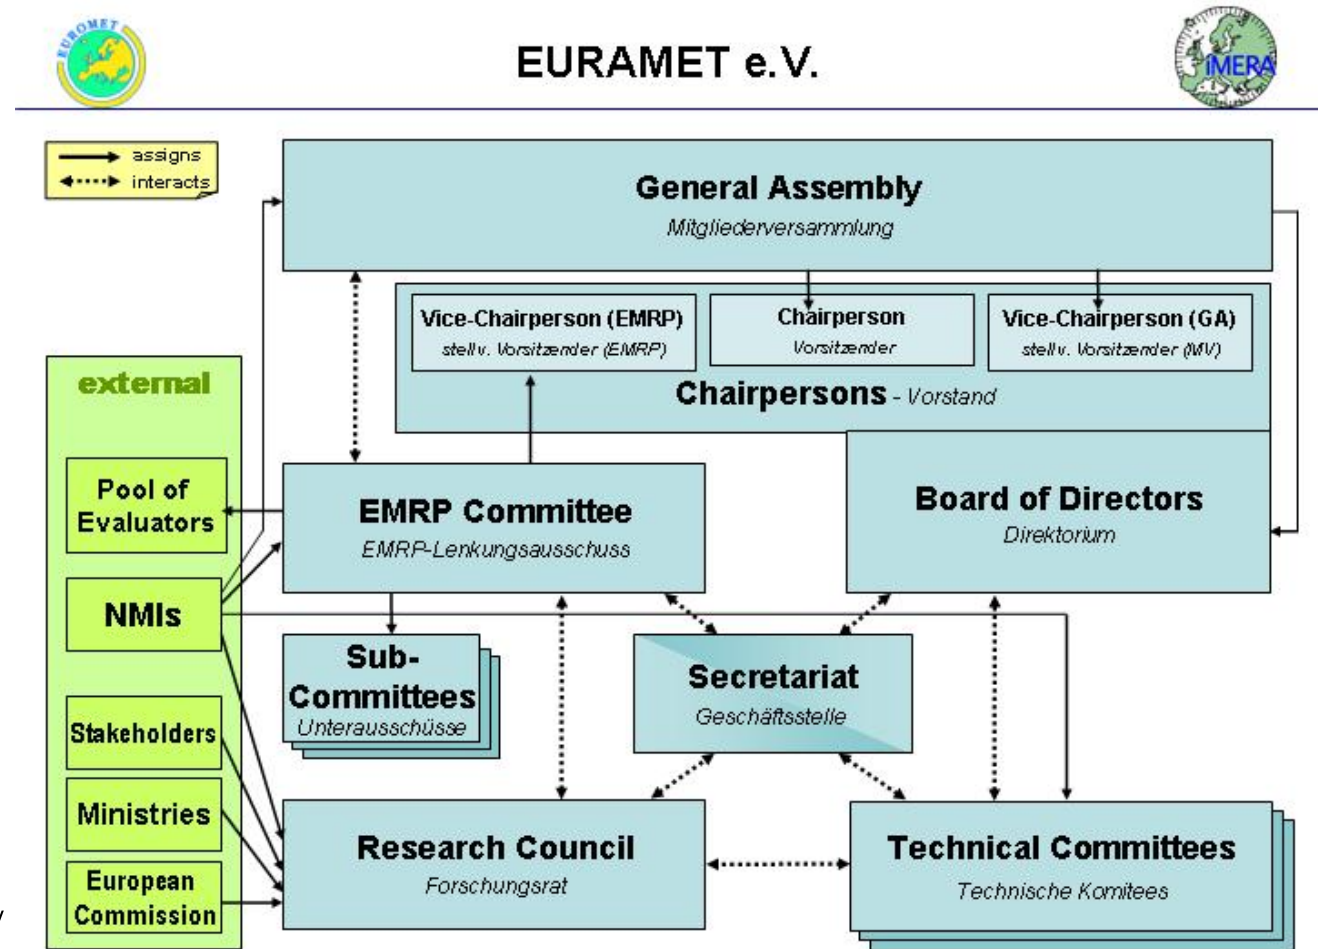 EUROMET
EURAMET e.V.
iMERA
assigns
interacts
General Assembly
Mitgliederversammlung
Vice-Chairperson (EMRP)
stellv. Vorsitzender (EMRP)
Chairperson
Vorsitzender
Vice-Chairperson (GA)
stellv. Vorsitzender (MV)
Chairpersons - Vorstand
external
Pool of
Evaluators
NMIs
Stakeholders
Ministries
European
Commission
EMRP Committee
EMRP-Lenkungsausschuss
Board of Directors
Direktorium
Sub-
Committees
Unterausschüsse
Secretariat
Geschäftsstelle
Research Council
Forschungsrat
Technical Committees
Technische Komitees